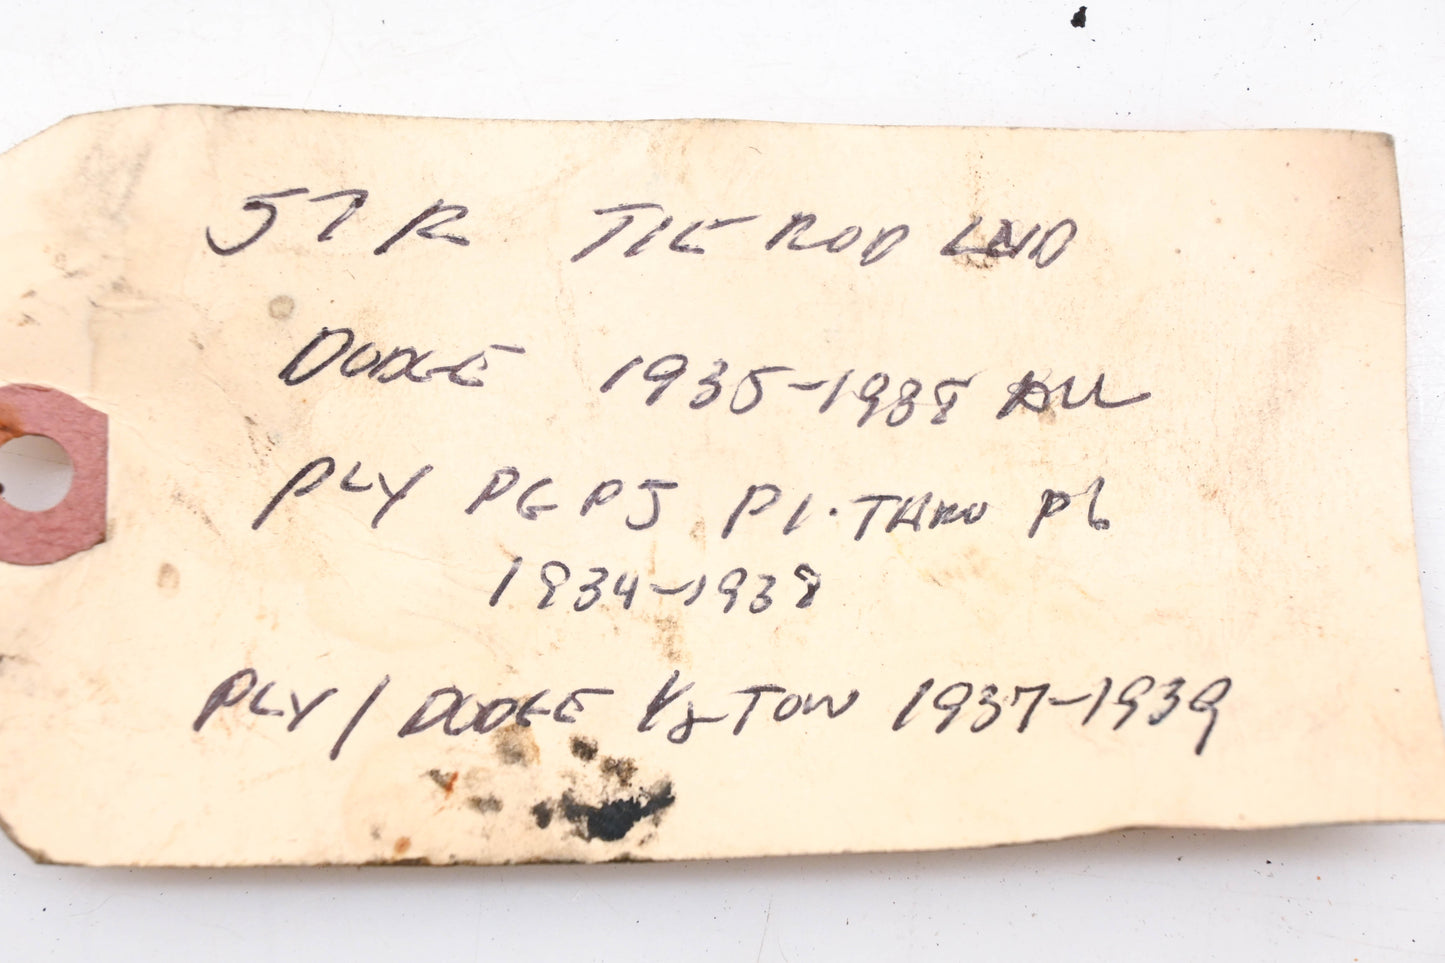 57R TIE ROD END
DODGE 1935-1938 ALL
PLY PG PJ P1 THRU P6
1934-1938
PLY/DODGE 1/2 TON 1937-1939